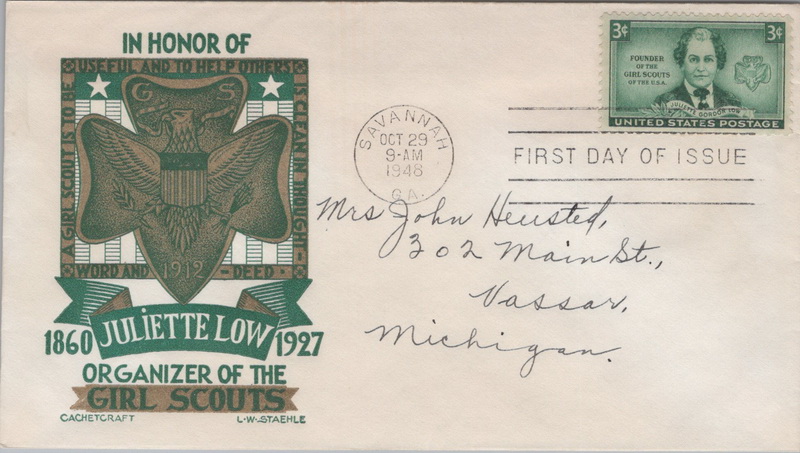 IN HONOR OF
USEFUL AND TO HELP OTHERS
A GIRL SCOUT IS TO BE
IS CLEAN IN THOUGHT-
G S
WORD AND 1912 -DEED.
1860 JULIETTE LOW 1927
ORGANIZER OF THE
GIRL SCOUTS
CACHETCRAFT L-W-STAEHLE
SAVANNAH
OCT 29
9-AM
1948
GA.
3¢ 3¢
FOUNDER
OF THE
GIRL SCOUTS
OF THE U.S.A.
JULIETTE GORDON LOW
UNITED STATES POSTAGE
FIRST DAY OF ISSUE
Mrs John Heusted,
302 Main St.,
Vassar,
Michigan.